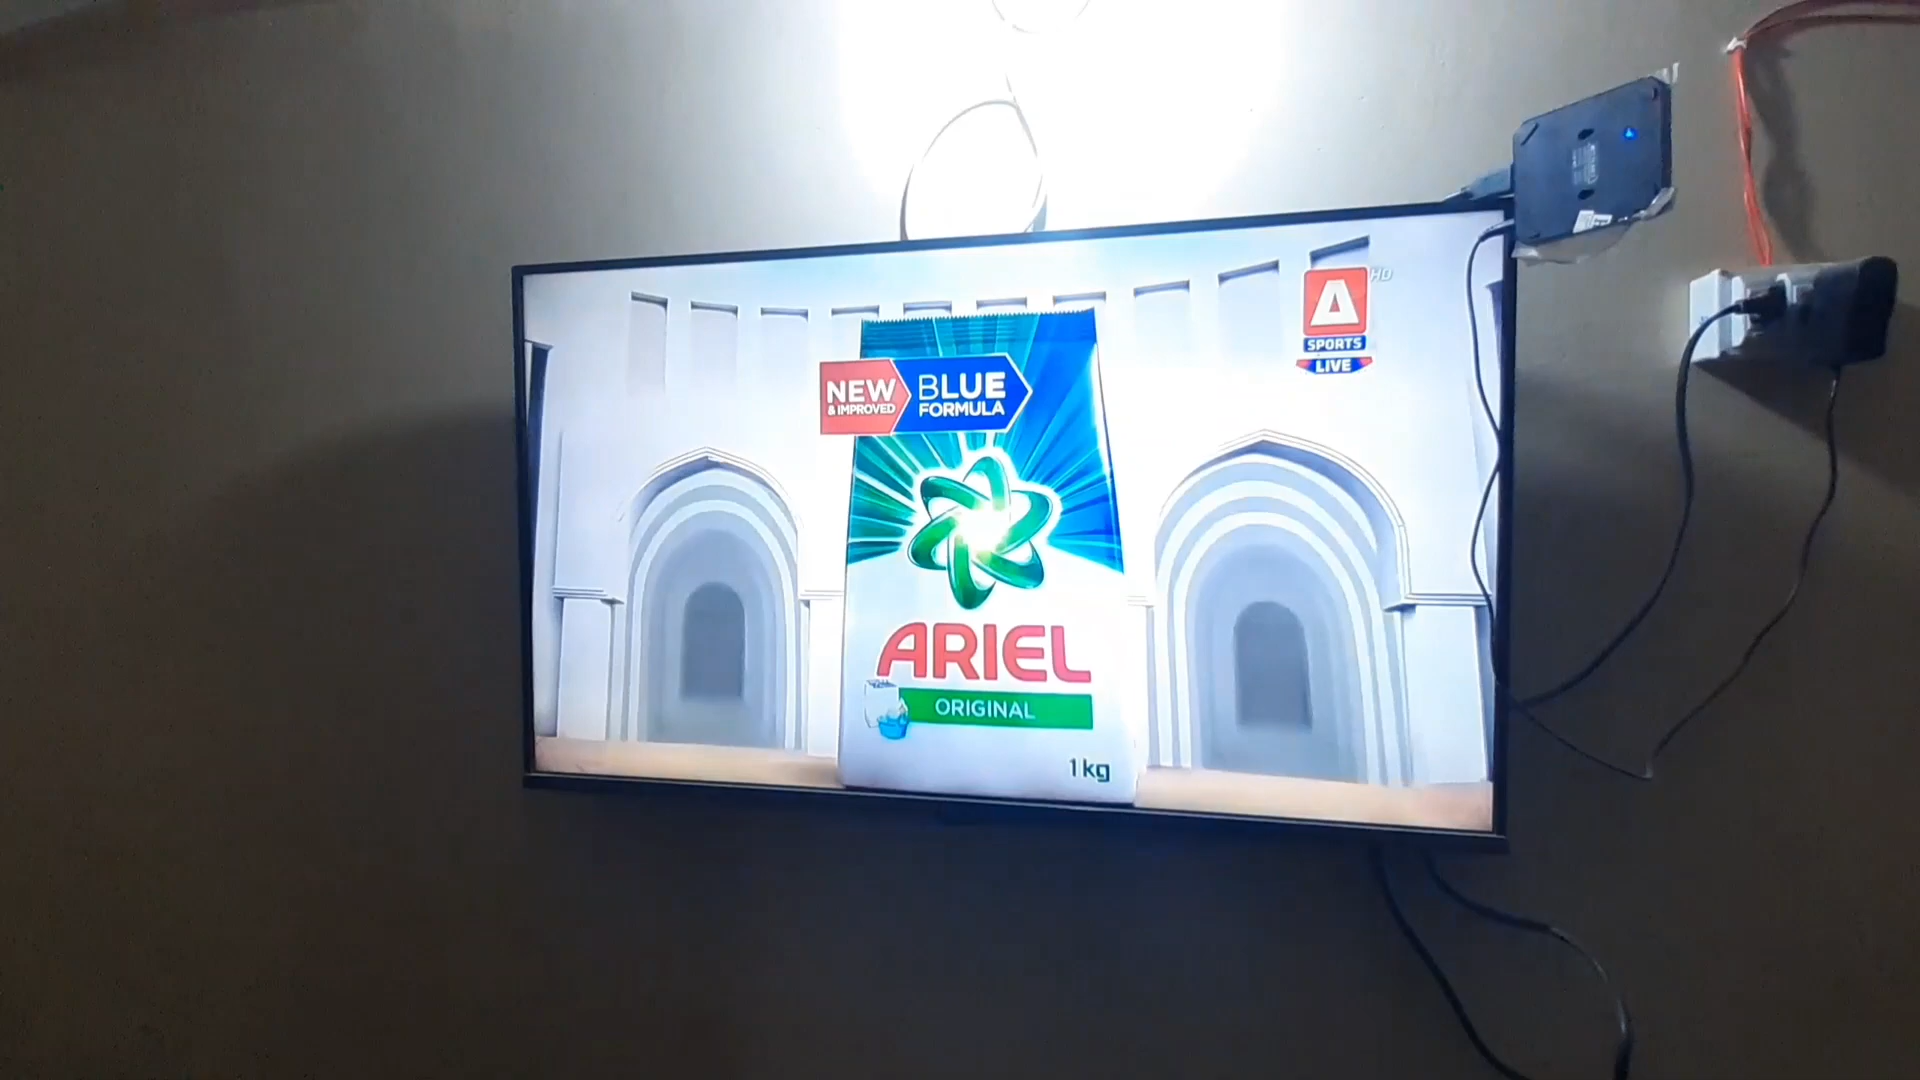 HD
A
SPORTS
LIVE
NEW
& IMPROVED
BLUE
FORMULA
ARIEL
ORIGINAL
1kg